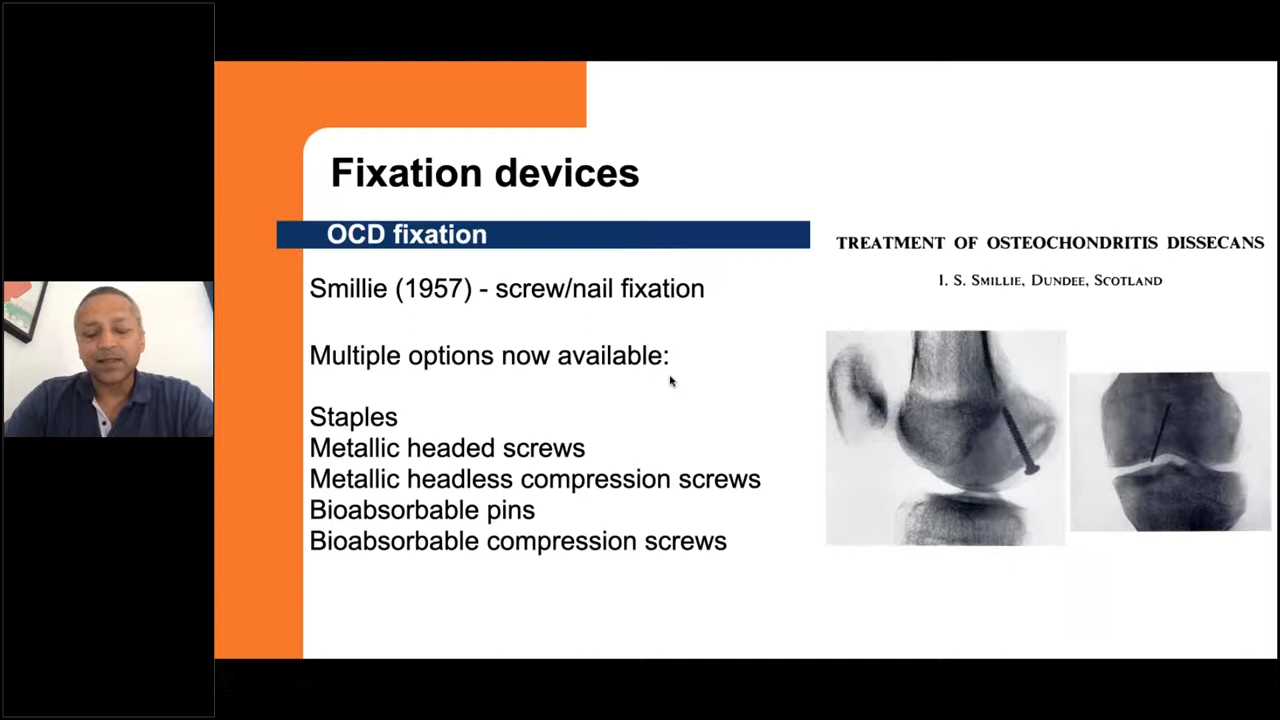 Fixation devices
OCD fixation
Smillie (1957) - screw/nail fixation
Multiple options now available:
Staples
Metallic headed screws
Metallic headless compression screws
Bioabsorbable pins
Bioabsorbable compression screws
TREATMENT OF OSTEOCHONDRITIS DISSECANS
I. S. SMILLIE, DUNDEE, SCOTLAND